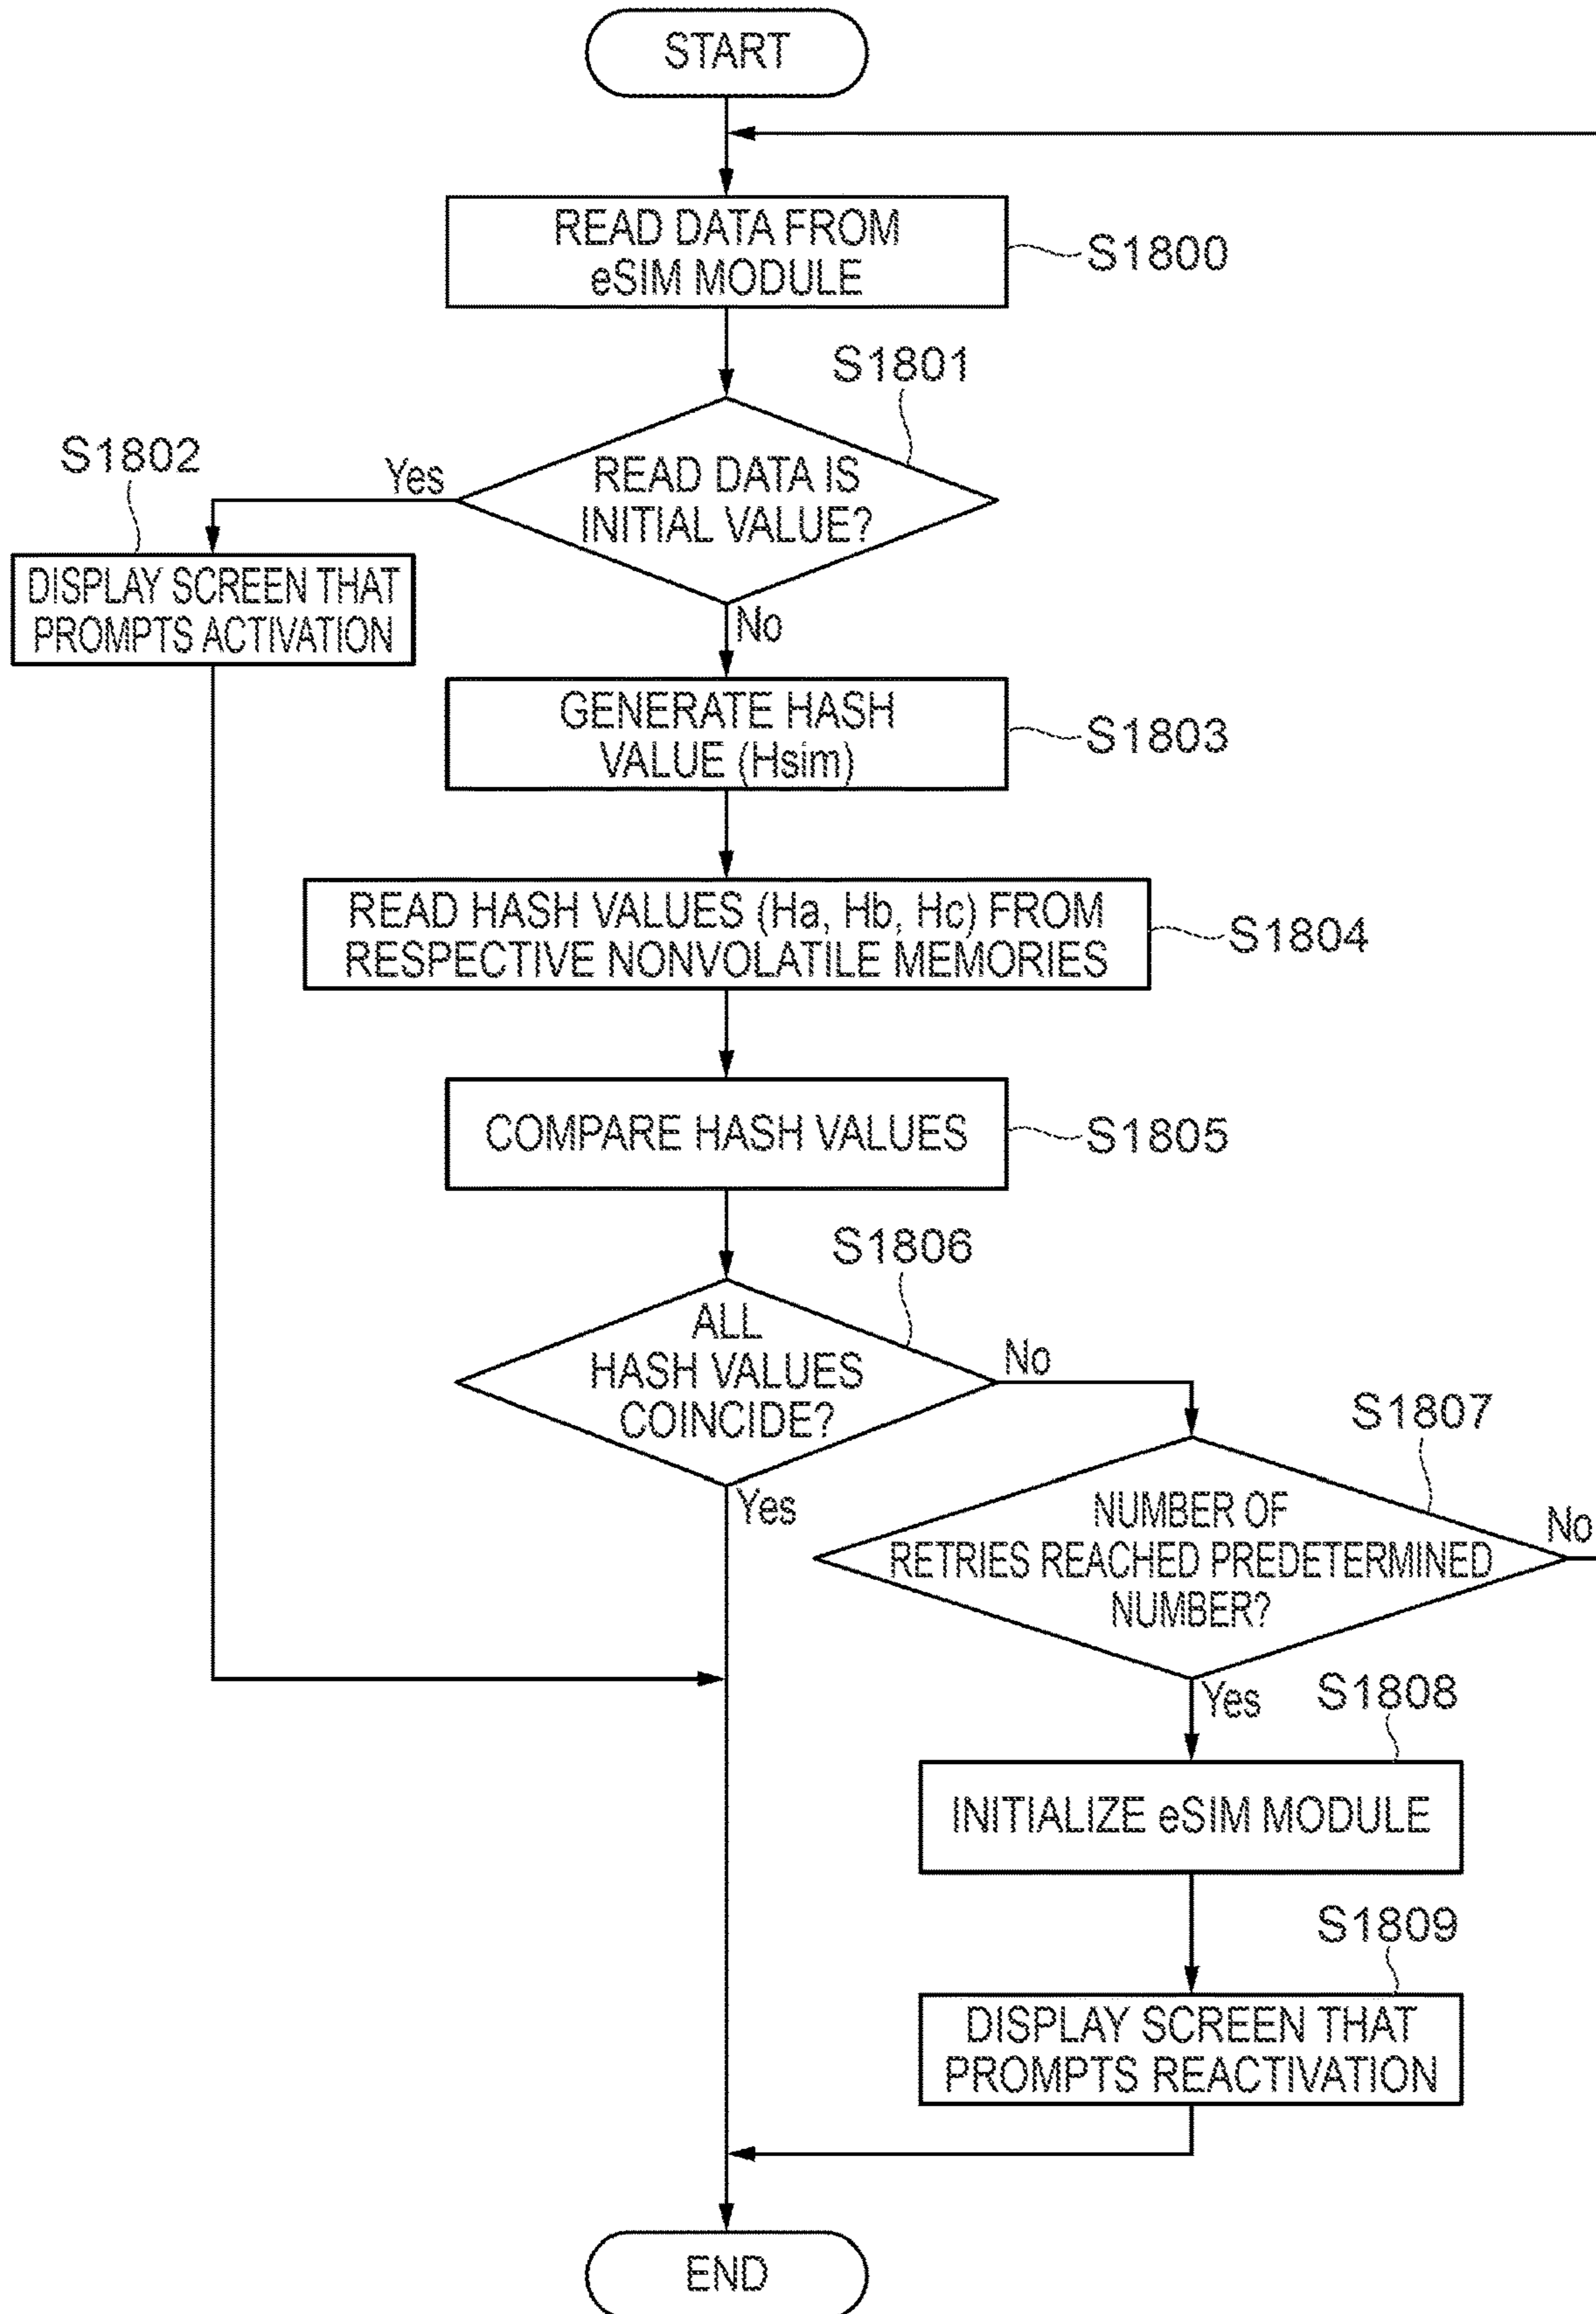 START
READ DATA FROM
eSIM MODULE
S1800
S1801
READ DATA IS
INITIAL VALUE?
Yes
No
S1802
DISPLAY SCREEN THAT
PROMPTS ACTIVATION
GENERATE HASH
VALUE (Hsim)
S1803
READ HASH VALUES (Ha, Hb, Hc) FROM
RESPECTIVE NONVOLATILE MEMORIES
S1804
COMPARE HASH VALUES
S1805
S1806
ALL
HASH VALUES
COINCIDE?
No
Yes
S1807
NUMBER OF
RETRIES REACHED PREDETERMINED
NUMBER?
No
Yes
S1808
INITIALIZE eSIM MODULE
S1809
DISPLAY SCREEN THAT
PROMPTS REACTIVATION
END